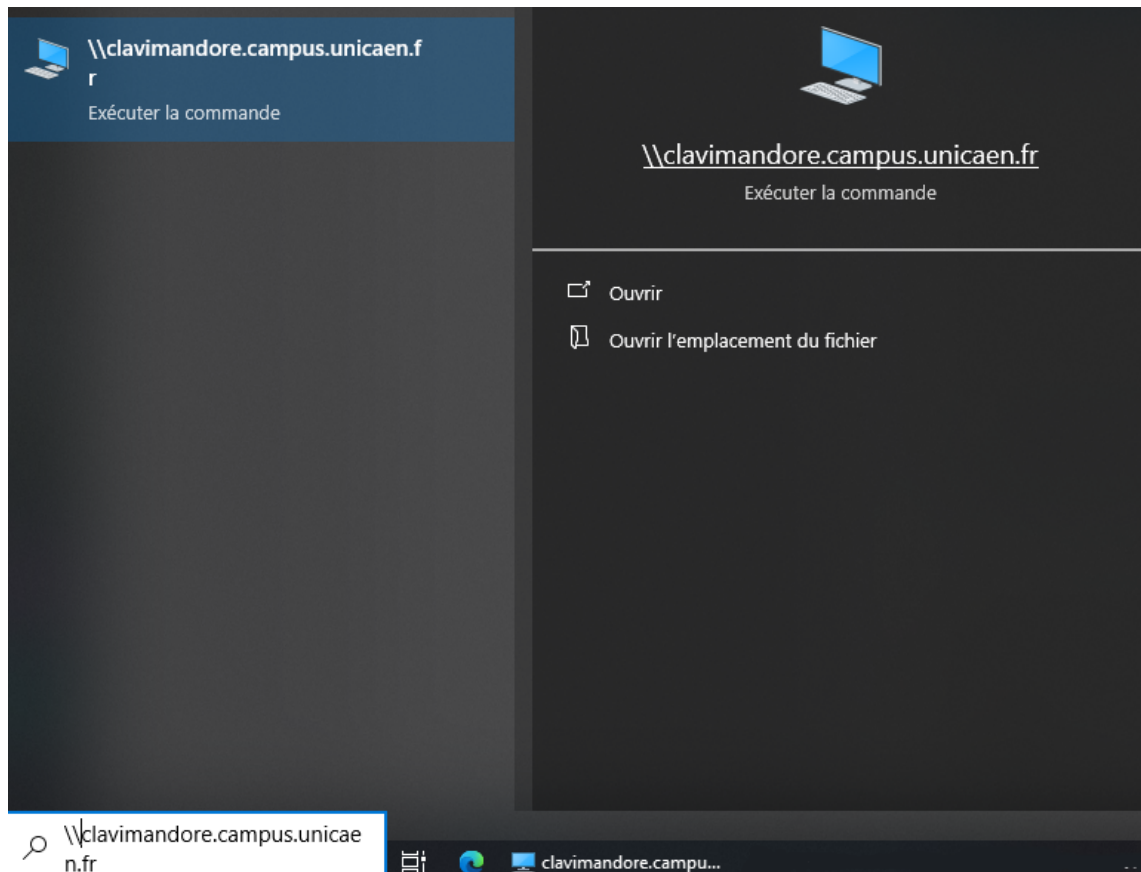 \\clavimandore.campus.unicaen.f
r
Exécuter la commande
\\clavimandore.campus.unicaen.fr
Exécuter la commande
Ouvrir
Ouvrir l'emplacement du fichier
\\clavimandore.campus.unicae
n.fr
clavimandore.campu...